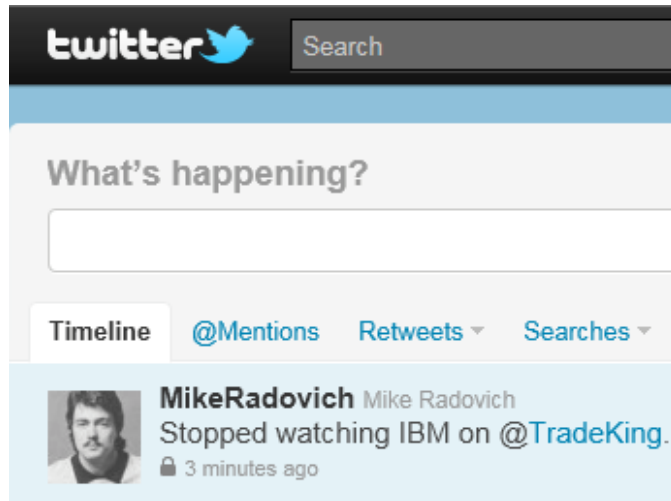 twitter Search
What's happening?
Timeline @Mentions Retweets Searches
MikeRadovich Mike Radovich
Stopped watching IBM on @TradeKing.
3 minutes ago